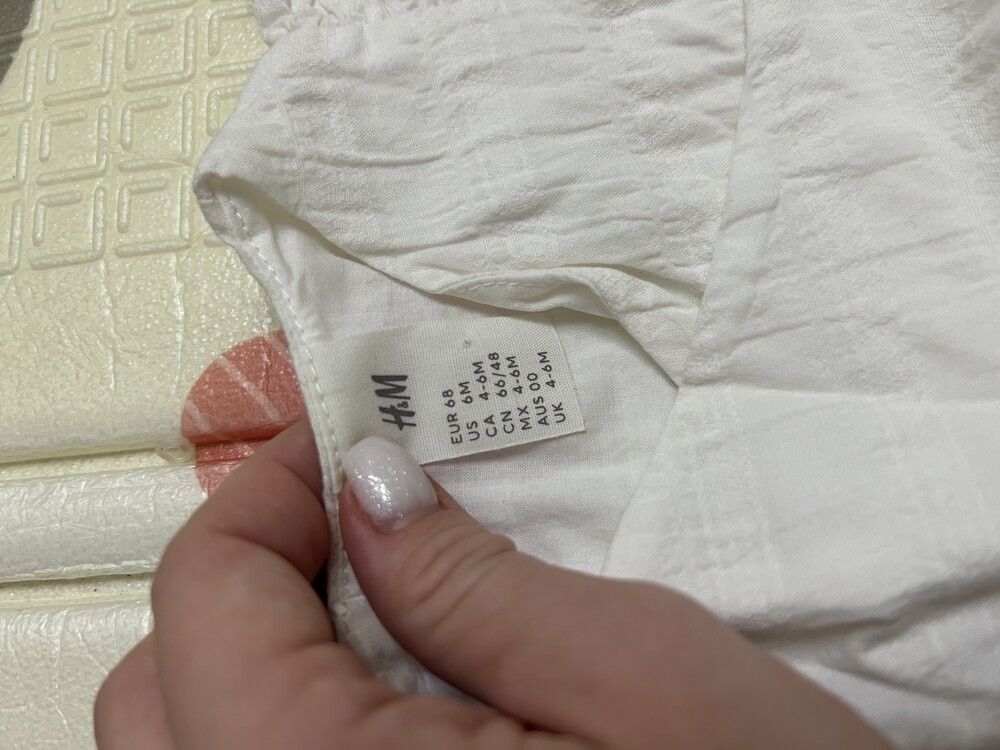 H&M
EUR 68
US 6M
CA 4-6M
CN 66/48
MX 4-6M
AUS 00
UK 4-6M